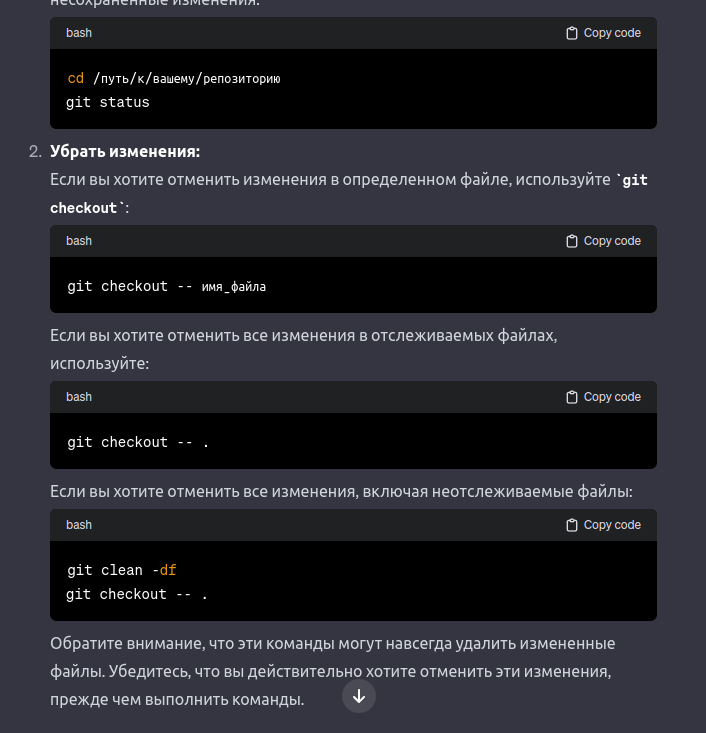 несохраненные изменения.
bash Copy code
cd /путь/к/вашему/репозиторию
git status
2. Убрать изменения:
Если вы хотите отменить изменения в определенном файле, используйте `git
checkout`:
bash Copy code
git checkout -- имя_файла
Если вы хотите отменить все изменения в отслеживаемых файлах,
используйте:
bash Copy code
git checkout -- .
Если вы хотите отменить все изменения, включая неотслеживаемые файлы:
bash Copy code
git clean -df
git checkout -- .
Обратите внимание, что эти команды могут навсегда удалить измененные
файлы. Убедитесь, что вы действительно хотите отменить эти изменения,
прежде чем выполнить команды.